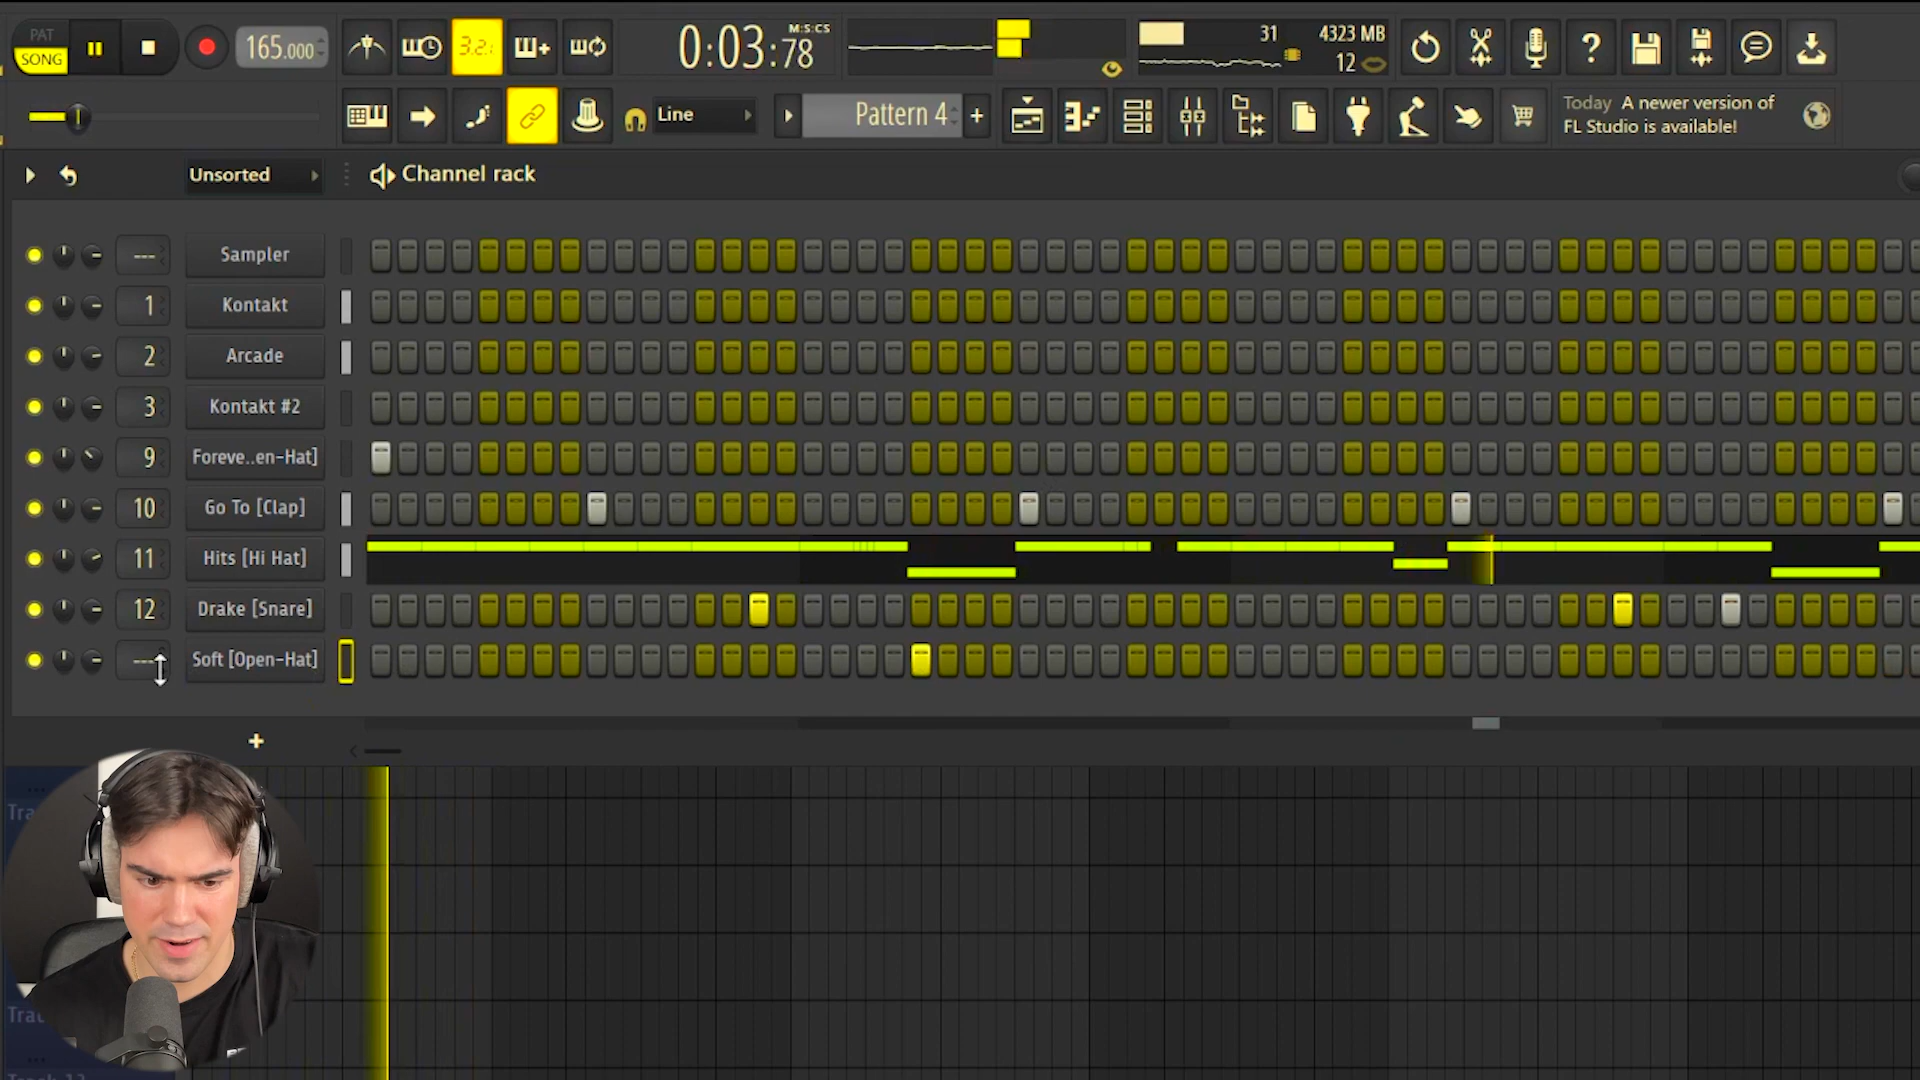 PAT
SONG
165.000
3.2.
0:03:78
M:S:CS
31
4323 MB
12
?
Line
Pattern 4
+
Today A newer version of
FL Studio is available!
Unsorted
Channel rack
--- Sampler
1 Kontakt
2 Arcade
3 Kontakt #2
9 Foreve..en-Hat]
10 Go To [Clap]
11 Hits [Hi Hat]
12 Drake [Snare]
--- Soft [Open-Hat]
+